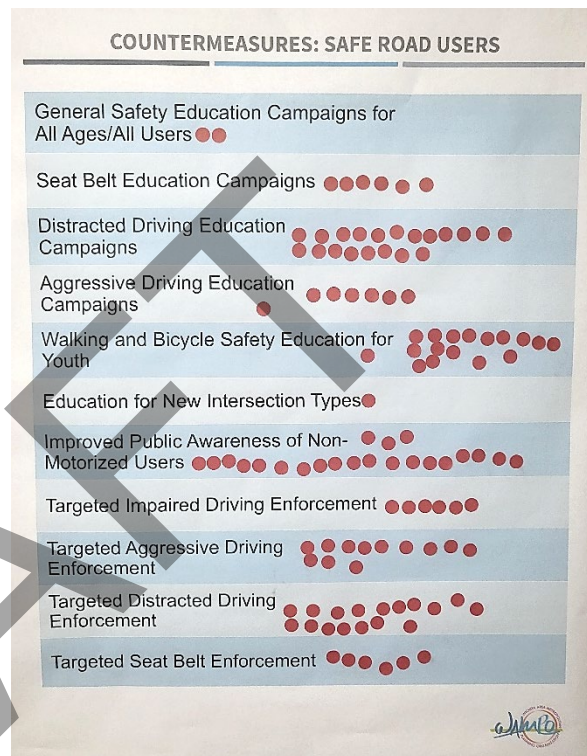 COUNTERMEASURES: SAFE ROAD USERS
General Safety Education Campaigns for
All Ages/All Users
Seat Belt Education Campaigns
Distracted Driving Education
Campaigns
Aggressive Driving Education
Campaigns
Walking and Bicycle Safety Education for
Youth
Education for New Intersection Types
Improved Public Awareness of Non-
Motorized Users
Targeted Impaired Driving Enforcement
Targeted Aggressive Driving
Enforcement
Targeted Distracted Driving
Enforcement
Targeted Seat Belt Enforcement
WAMPO